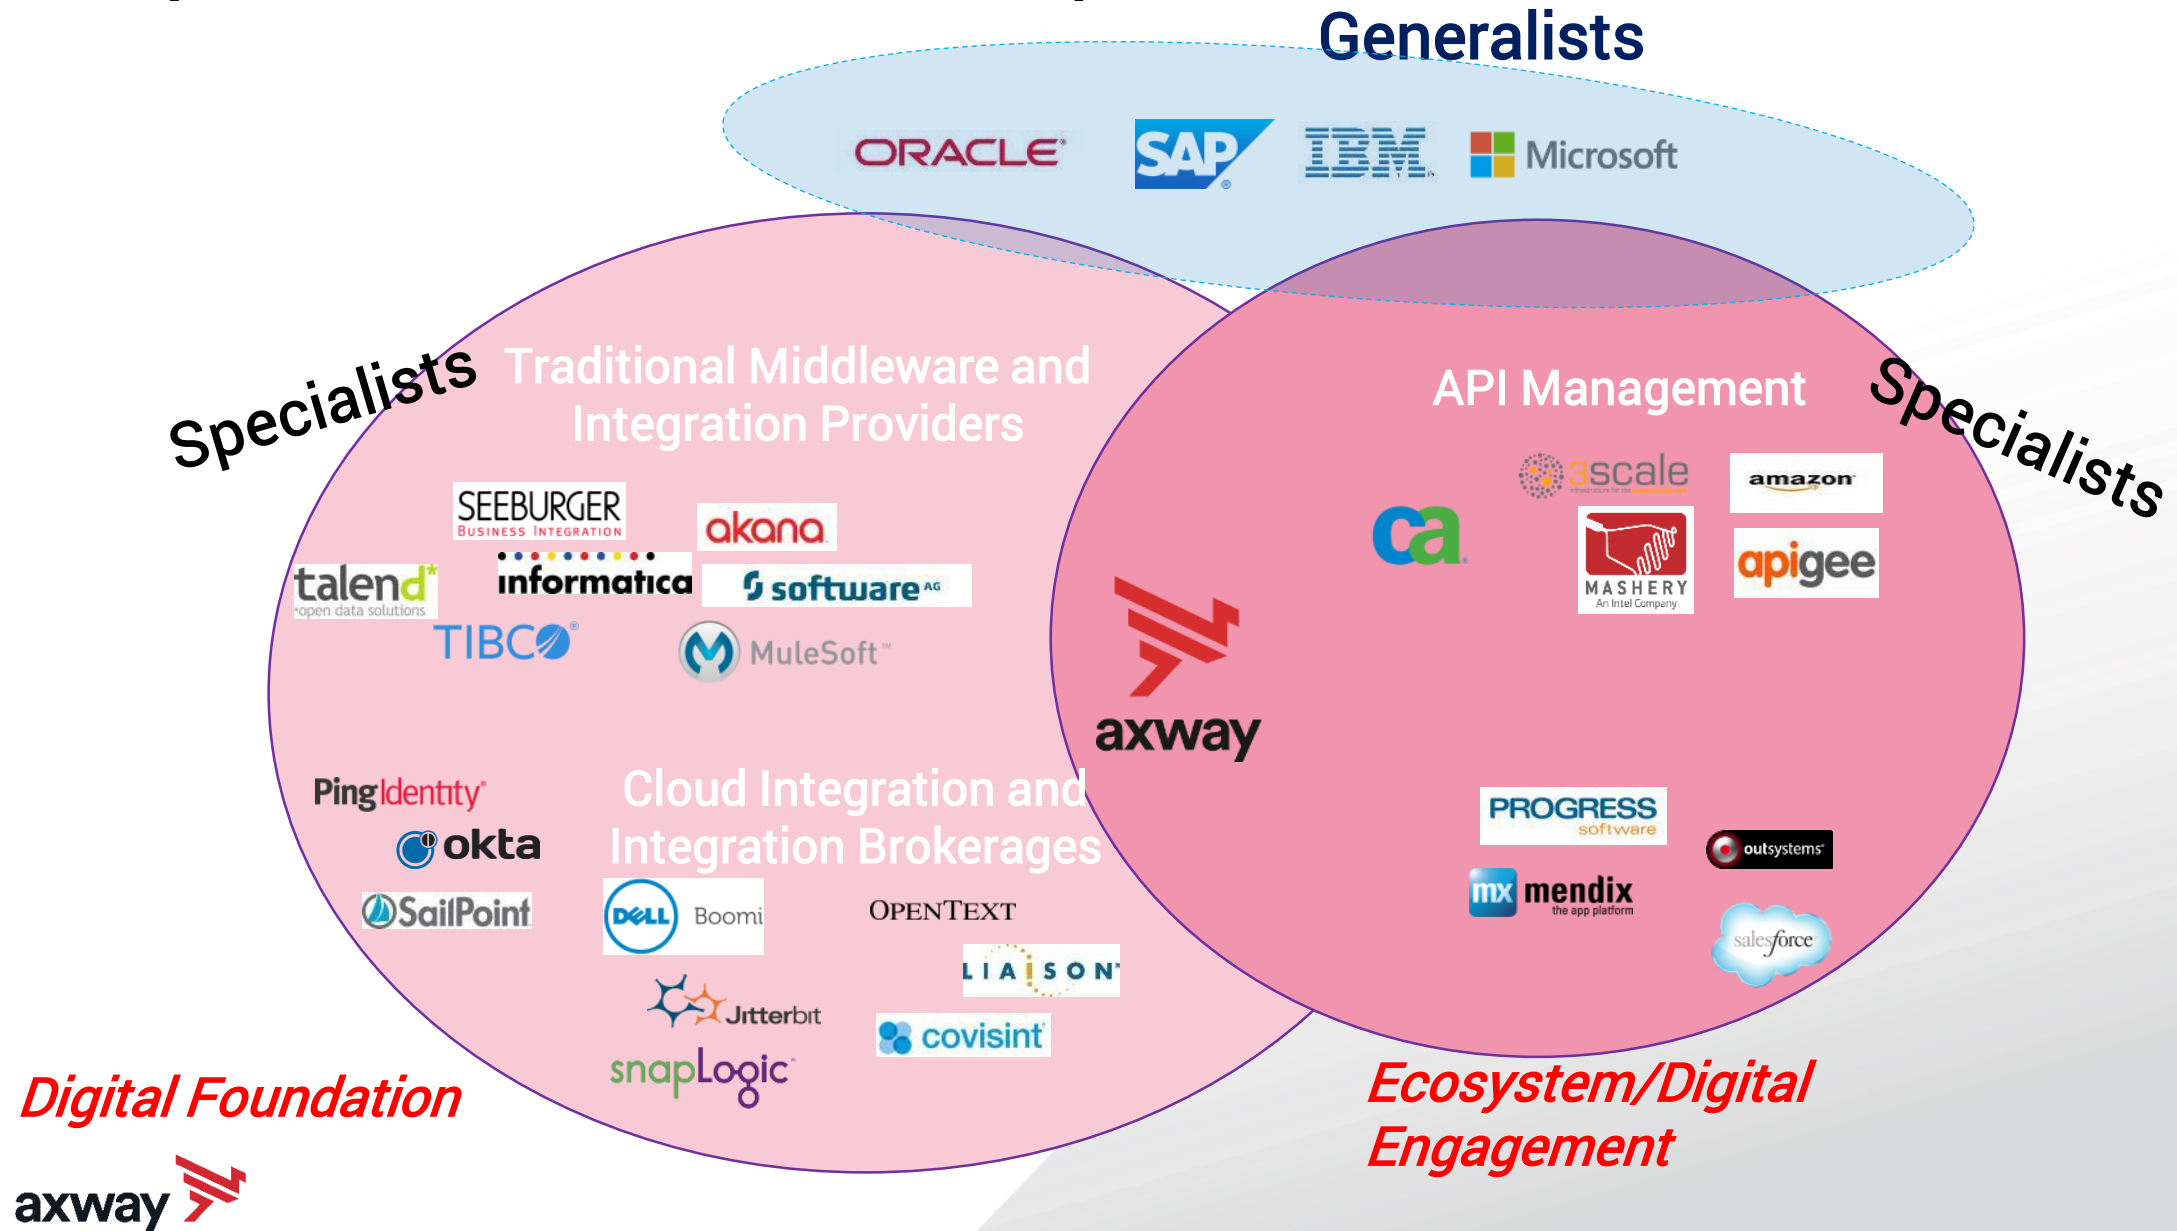 Generalists
ORACLE®
SAP®
IBM®
Microsoft
Specialists
Traditional Middleware and
Integration Providers
SEEBURGER
BUSINESS INTEGRATION
akana
talend*
*open data solutions
informatica
software AG
TIBCO®
MuleSoft™
API Management
Specialists
3scale
amazon
ca
MASHERY
An Intel Company
apigee
axway
PingIdentity®
okta
SailPoint
Cloud Integration and
Integration Brokerages
DELL Boomi
OPENTEXT
LIAISON
Jitterbit
covisint
snapLogic
PROGRESS
software
outsystems
mx mendix
the app platform
salesforce
Digital Foundation
Ecosystem/Digital
Engagement
axway